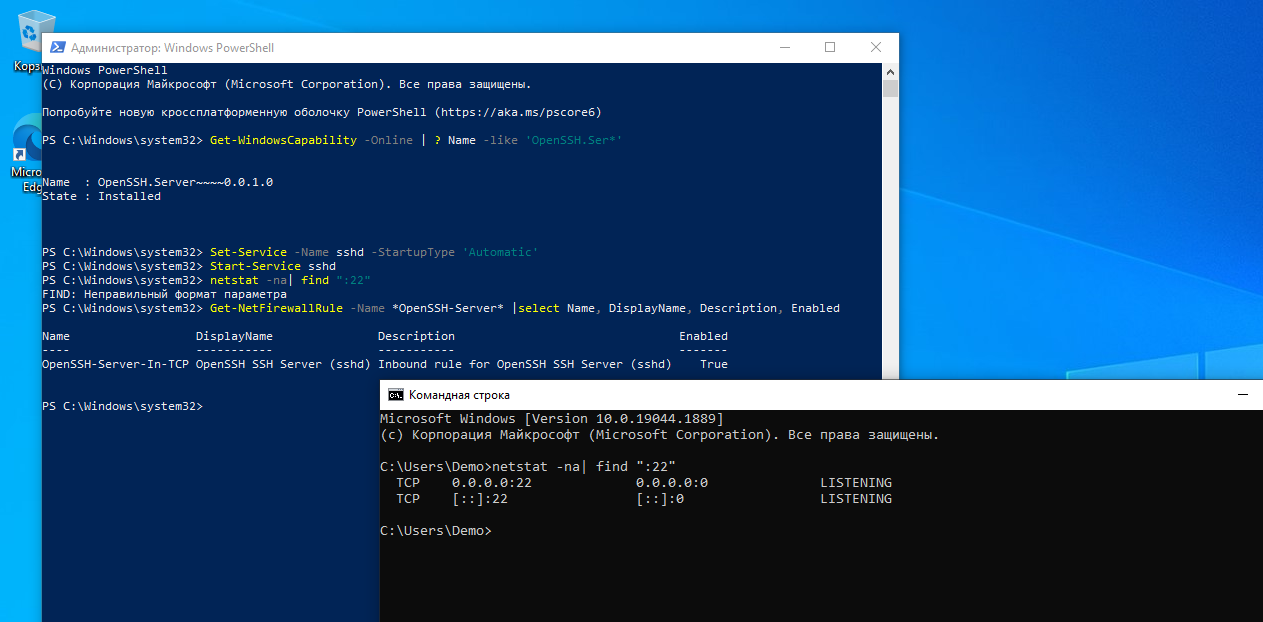 Корз
Micro
Edg
Администратор: Windows PowerShell
Windows PowerShell
(C) Корпорация Майкрософт (Microsoft Corporation). Все права защищены.
Попробуйте новую кроссплатформенную оболочку PowerShell (https://aka.ms/pscore6)
PS C:\Windows\system32> Get-WindowsCapability -Online | ? Name -like 'OpenSSH.Ser*'
Name  : OpenSSH.Server~~~~0.0.1.0
State : Installed
PS C:\Windows\system32> Set-Service -Name sshd -StartupType 'Automatic'
PS C:\Windows\system32> Start-Service sshd
PS C:\Windows\system32> netstat -na| find ":22"
FIND: Неправильный формат параметра
PS C:\Windows\system32> Get-NetFirewallRule -Name *OpenSSH-Server* |select Name, DisplayName, Description, Enabled
Name                  DisplayName               Description                                Enabled
----                  -----------               -----------                                -------
OpenSSH-Server-In-TCP OpenSSH SSH Server (sshd) Inbound rule for OpenSSH SSH Server (sshd)    True
PS C:\Windows\system32>
Командная строка
Microsoft Windows [Version 10.0.19044.1889]
(c) Корпорация Майкрософт (Microsoft Corporation). Все права защищены.
C:\Users\Demo>netstat -na| find ":22"
  TCP    0.0.0.0:22             0.0.0.0:0              LISTENING
  TCP    [::]:22                [::]:0                 LISTENING
C:\Users\Demo>